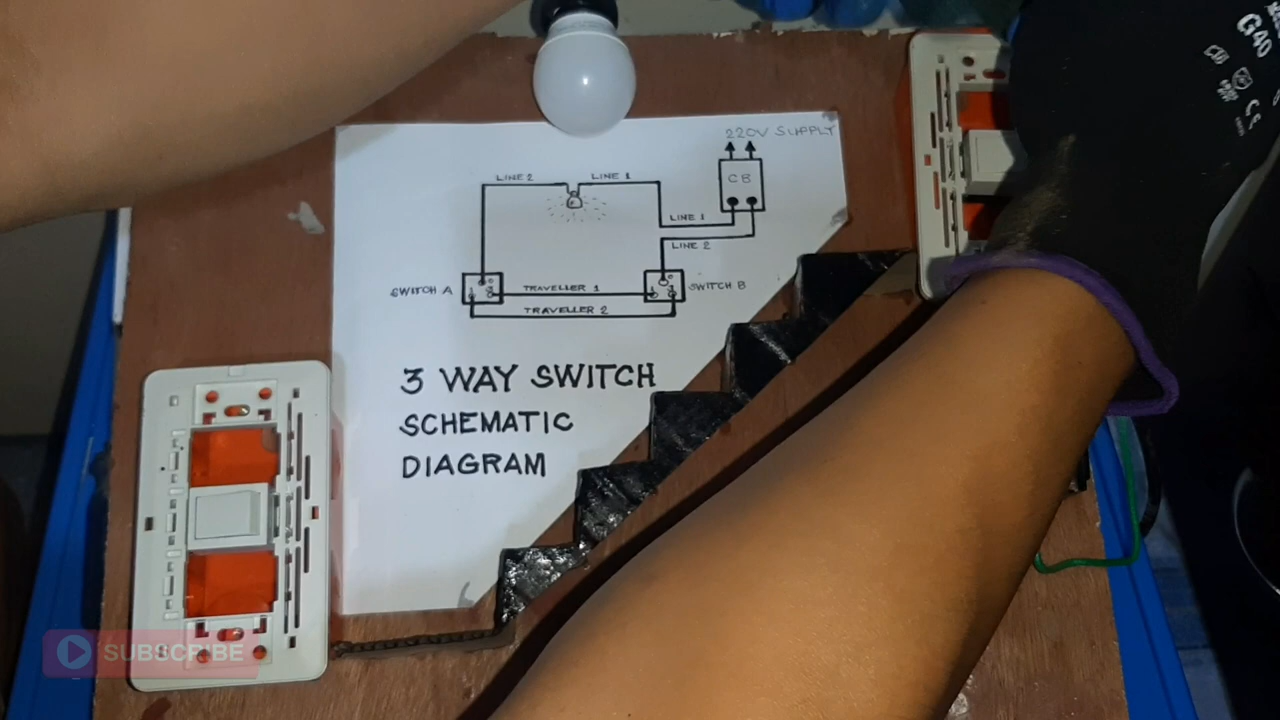 G40
220V SUPPLY
CB
LINE 2
LINE 1
LINE 1
LINE 2
SWITCH A
TRAVELLER 1
SWITCH B
TRAVELLER 2
3 WAY SWITCH
SCHEMATIC
DIAGRAM
SUBSCRIBE